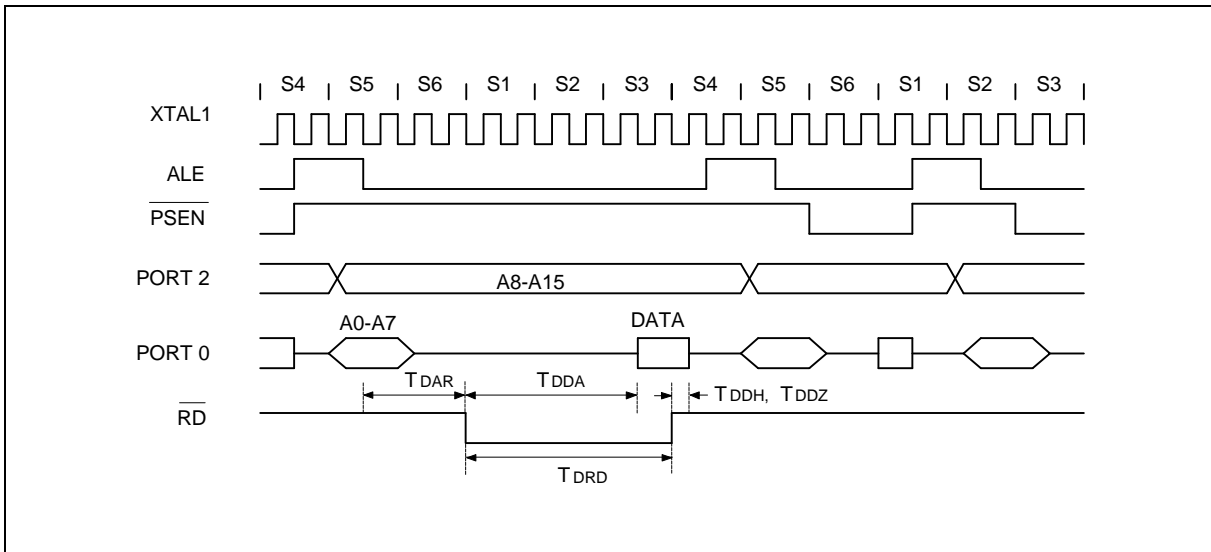 S4 S5 S6 S1 S2 S3 S4 S5 S6 S1 S2 S3
XTAL1
ALE
PSEN
PORT 2
A8-A15
A0-A7
DATA
PORT 0
TDAR
TDDA
TDDH, TDDZ
RD
TDRD